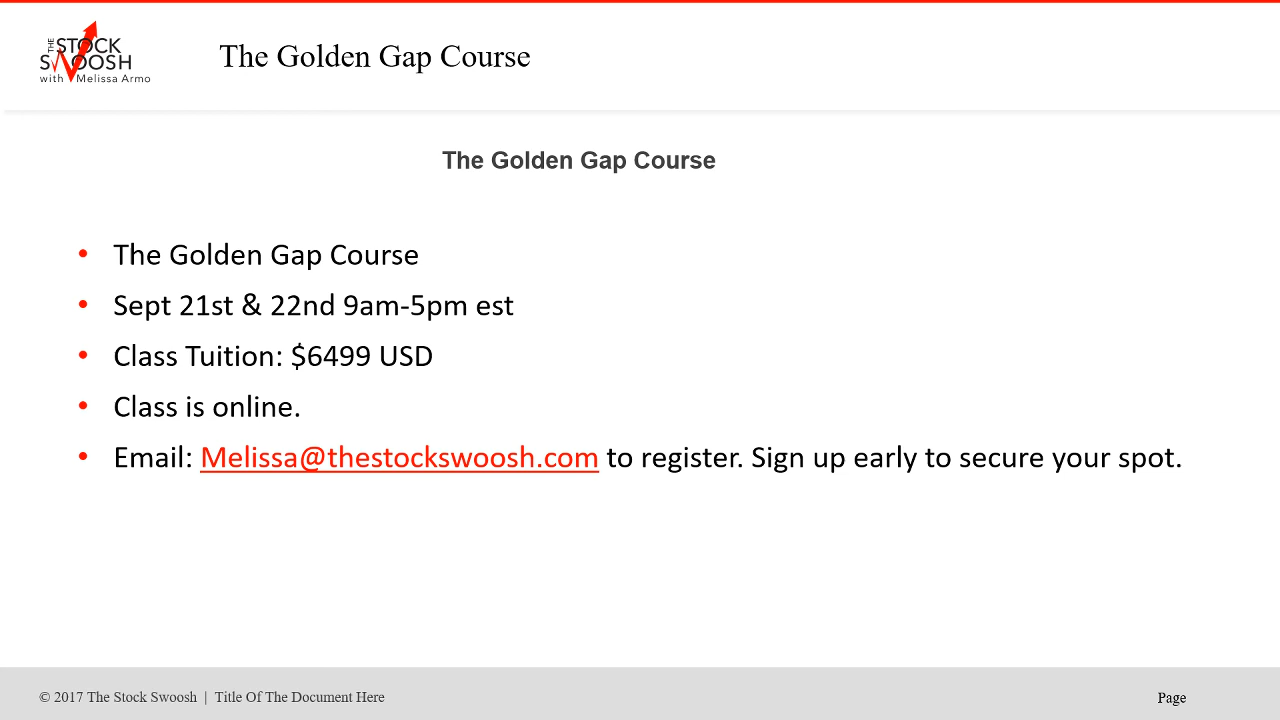 THE STOCK
SWOOSH
with Melissa Armo
The Golden Gap Course
The Golden Gap Course
• The Golden Gap Course
• Sept 21st & 22nd 9am-5pm est
• Class Tuition: $6499 USD
• Class is online.
• Email: Melissa@thestockswoosh.com to register. Sign up early to secure your spot.
© 2017 The Stock Swoosh | Title Of The Document Here
Page